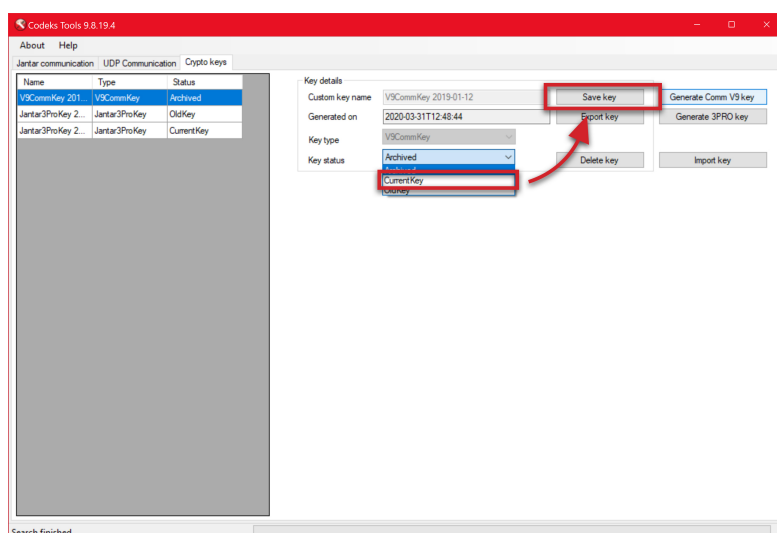 Codeks Tools 9.8.19.4
About Help
Jantar communication UDP Communication Crypto keys
Name Type Status
V9CommKey 201... V9CommKey Archived
Jantar3ProKey 2... Jantar3ProKey OldKey
Jantar3ProKey 2... Jantar3ProKey CurrentKey
Key details
Custom key name V9CommKey 2019-01-12 Save key Generate Comm V9 key
Generated on 2020-03-31T12:48:44 Export key Generate 3PRO key
Key type V9CommKey
Key status Archived Delete key Import key
Archived
CurrentKey
OldKey
Search finished